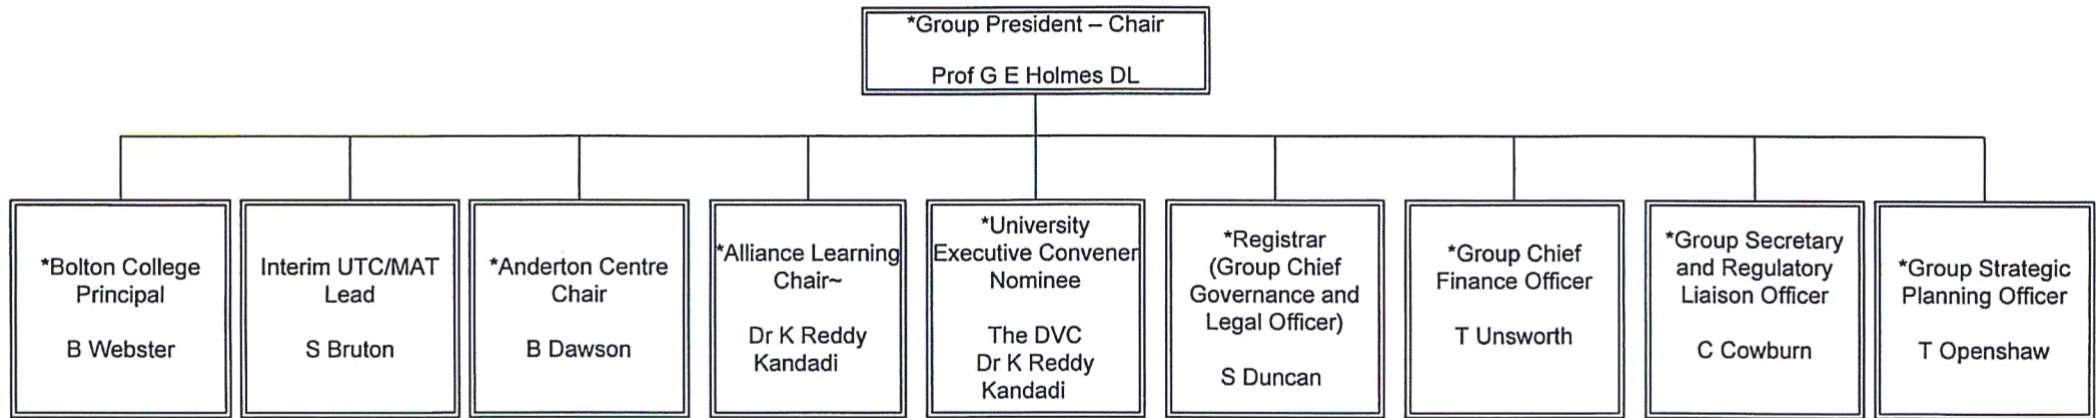 *Group President – Chair
Prof G E Holmes DL
*Bolton College
Principal
B Webster
Interim UTC/MAT
Lead
S Bruton
*Anderton Centre
Chair
B Dawson
*Alliance Learning
Chair~
Dr K Reddy
Kandadi
*University
Executive Convener
Nominee
The DVC
Dr K Reddy
Kandadi
*Registrar
(Group Chief
Governance and
Legal Officer)
S Duncan
*Group Chief
Finance Officer
T Unsworth
*Group Secretary
and Regulatory
Liaison Officer
C Cowburn
*Group Strategic
Planning Officer
T Openshaw